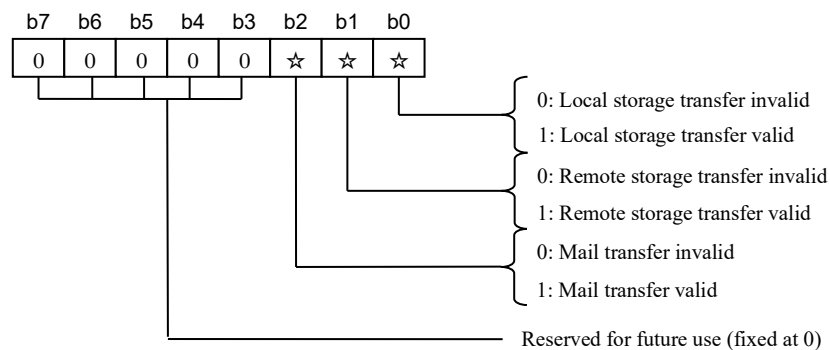 b7 b6 b5 b4 b3 b2 b1 b0
0 0 0 0 0 ☆ ☆ ☆
0: Local storage transfer invalid
1: Local storage transfer valid
0: Remote storage transfer invalid
1: Remote storage transfer valid
0: Mail transfer invalid
1: Mail transfer valid
Reserved for future use (fixed at 0)